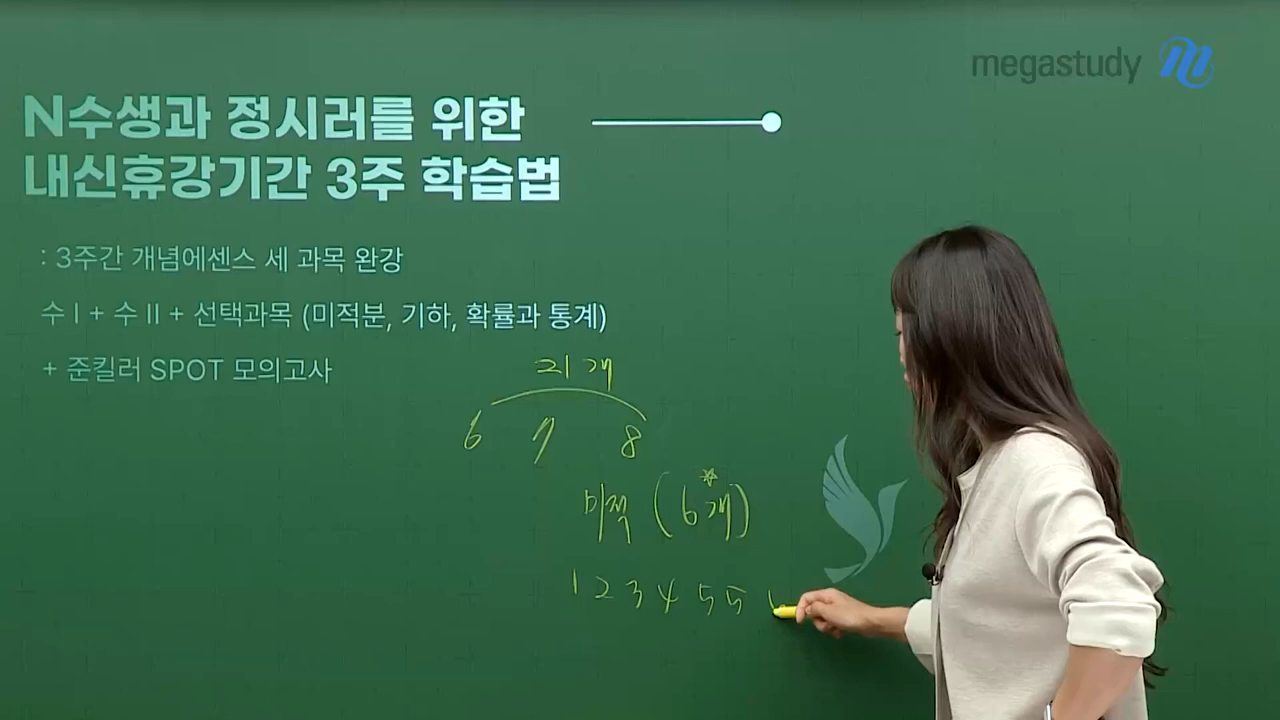 megastudy
N수생과 정시러를 위한
내신휴강기간 3주 학습법
: 3주간 개념에센스 세 과목 완강
수 I + 수 II + 선택과목 (미적분, 기하, 확률과 통계)
+ 준킬러 SPOT 모의고사
21개
6 7 8
미적 (6개)
1 2 3 4 5 5 6